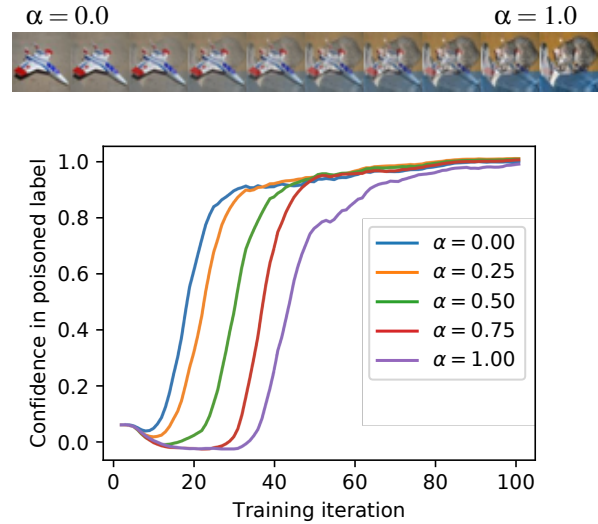 α = 0.0 α = 1.0
Confidence in poisoned label
1.0
0.8
0.6
0.4
0.2
0.0
α = 0.00
α = 0.25
α = 0.50
α = 0.75
α = 1.00
0 20 40 60 80 100
Training iteration